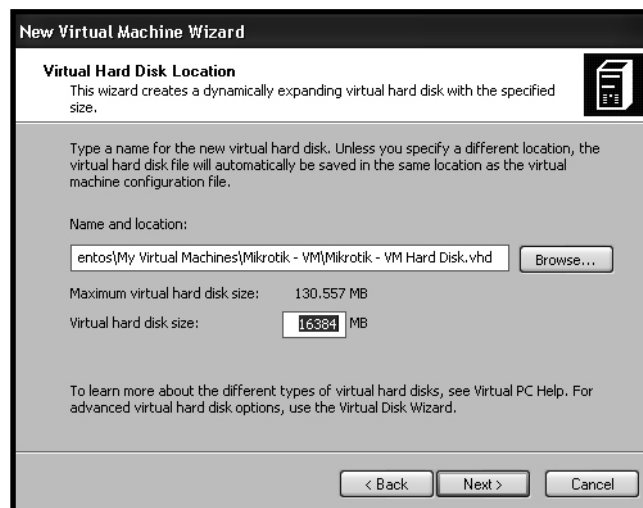 New Virtual Machine Wizard
Virtual Hard Disk Location
This wizard creates a dynamically expanding virtual hard disk with the specified
size.
Type a name for the new virtual hard disk. Unless you specify a different location, the
virtual hard disk file will automatically be saved in the same location as the virtual
machine configuration file.
Name and location:
entos\My Virtual Machines\Mikrotik - VM\Mikrotik - VM Hard Disk.vhd Browse...
Maximum virtual hard disk size: 130.557 MB
Virtual hard disk size: 16384 MB
To learn more about the different types of virtual hard disks, see Virtual PC Help. For
advanced virtual hard disk options, use the Virtual Disk Wizard.
< Back Next > Cancel